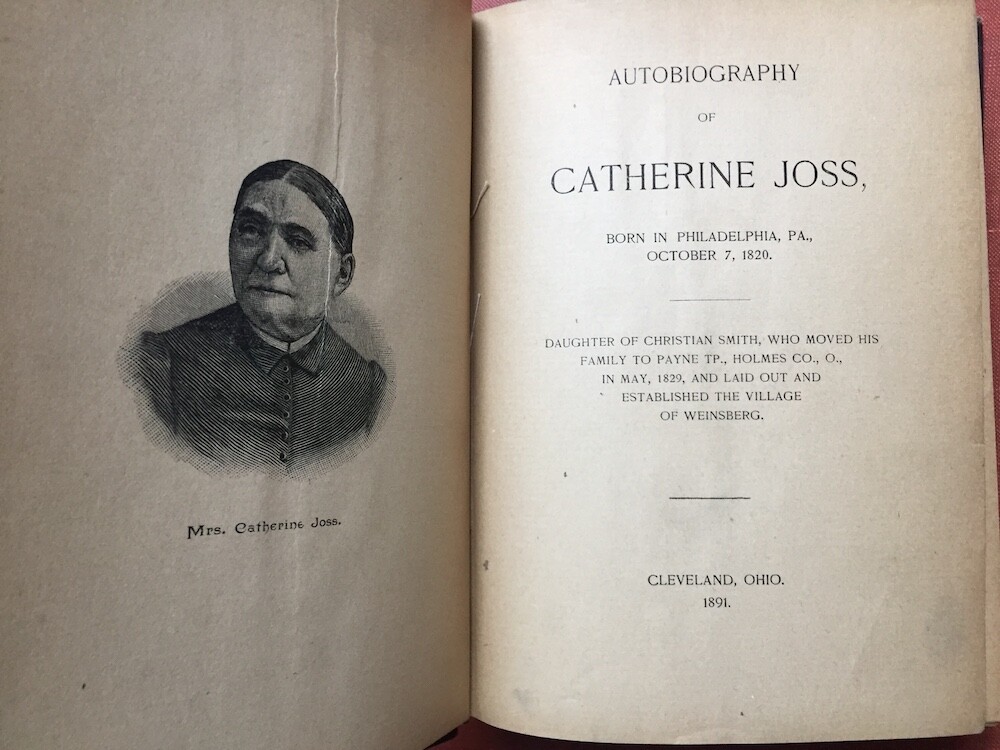 Mrs. Catherine Joss.
AUTOBIOGRAPHY
OF
CATHERINE JOSS,
BORN IN PHILADELPHIA, PA.,
OCTOBER 7, 1820.
DAUGHTER OF CHRISTIAN SMITH, WHO MOVED HIS
FAMILY TO PAYNE TP., HOLMES CO., O.,
IN MAY, 1829, AND LAID OUT AND
ESTABLISHED THE VILLAGE
OF WEINSBERG.
CLEVELAND, OHIO.
1891.